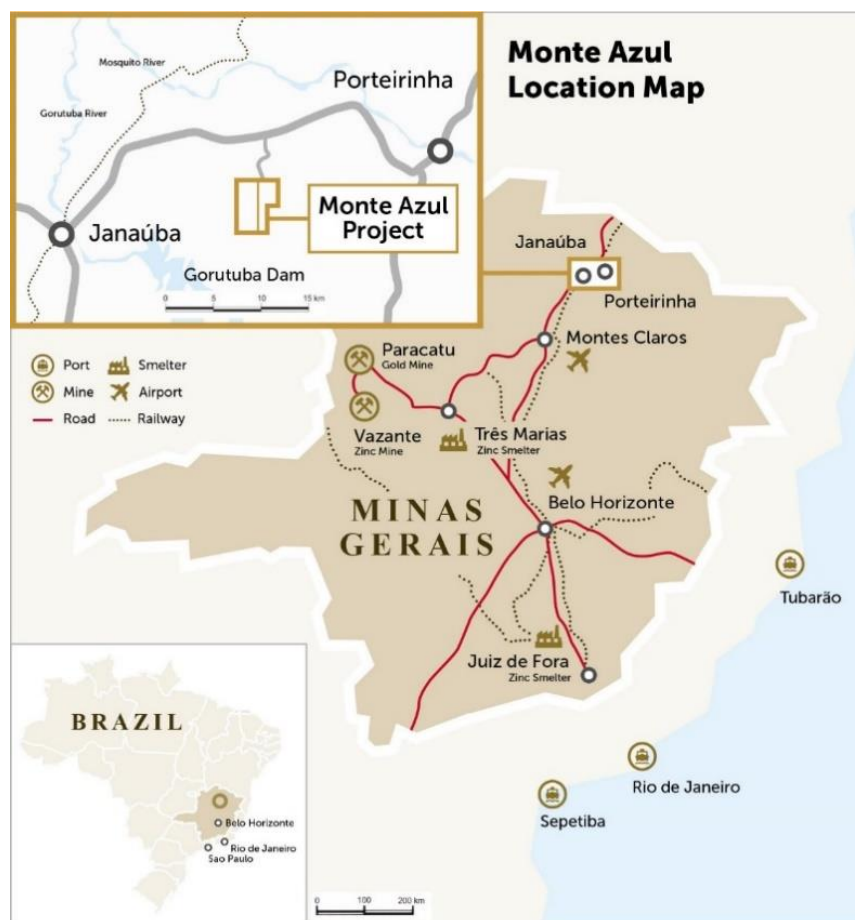 Monte Azul
Location Map
Mosquito River
Porteirinha
Gorutuba River
Janaúba
Monte Azul
Project
Gorutuba Dam
0 5 10 15 km
Janaúba
Porteirinha
Montes Claros
Port
Smelter
Mine
Airport
Road
Railway
Paracatu
Gold Mine
Vazante
Zinc Mine
Três Marias
Zinc Smelter
Belo Horizonte
MINAS
GERAIS
Tubarão
Juiz de Fora
Zinc Smelter
Rio de Janeiro
Sepetiba
BRAZIL
Belo Horizonte
Rio de Janeiro
Sao Paulo
0 100 200 km